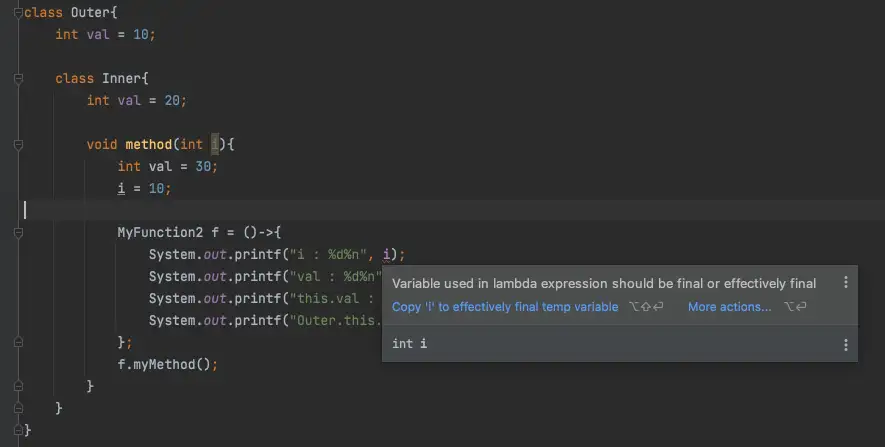 class Outer{
int val = 10;
class Inner{
int val = 20;
void method(int i){
int val = 30;
i = 10;
MyFunction2 f = ()->{
System.out.printf("i : %d%n", i);
System.out.printf("val : %d%n"
System.out.printf("this.val :
System.out.printf("Outer.this.
};
f.myMethod();
}
}
}
Variable used in lambda expression should be final or effectively final
Copy 'i' to effectively final temp variable ⌥⇧⏎ More actions... ⌥⏎
int i